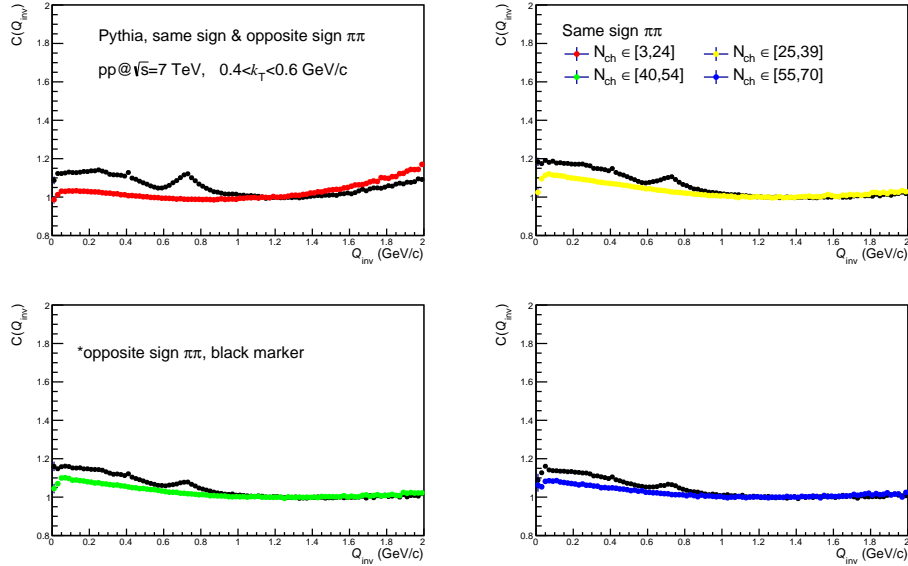 C(Q_inv)
2
1.8
1.6
1.4
1.2
1
0.8
Pythia, same sign & opposite sign ππ
pp@√s=7 TeV, 0.4<k_T<0.6 GeV/c
0 0.2 0.4 0.6 0.8 1 1.2 1.4 1.6 1.8 2
Q_inv (GeV/c)
C(Q_inv)
2
1.8
1.6
1.4
1.2
1
0.8
Same sign ππ
N_ch ∈ [3,24] N_ch ∈ [25,39]
N_ch ∈ [40,54] N_ch ∈ [55,70]
0 0.2 0.4 0.6 0.8 1 1.2 1.4 1.6 1.8 2
Q_inv (GeV/c)
C(Q_inv)
2
1.8
1.6
1.4
1.2
1
0.8
*opposite sign ππ, black marker
0 0.2 0.4 0.6 0.8 1 1.2 1.4 1.6 1.8 2
Q_inv (GeV/c)
C(Q_inv)
2
1.8
1.6
1.4
1.2
1
0.8
0 0.2 0.4 0.6 0.8 1 1.2 1.4 1.6 1.8 2
Q_inv (GeV/c)